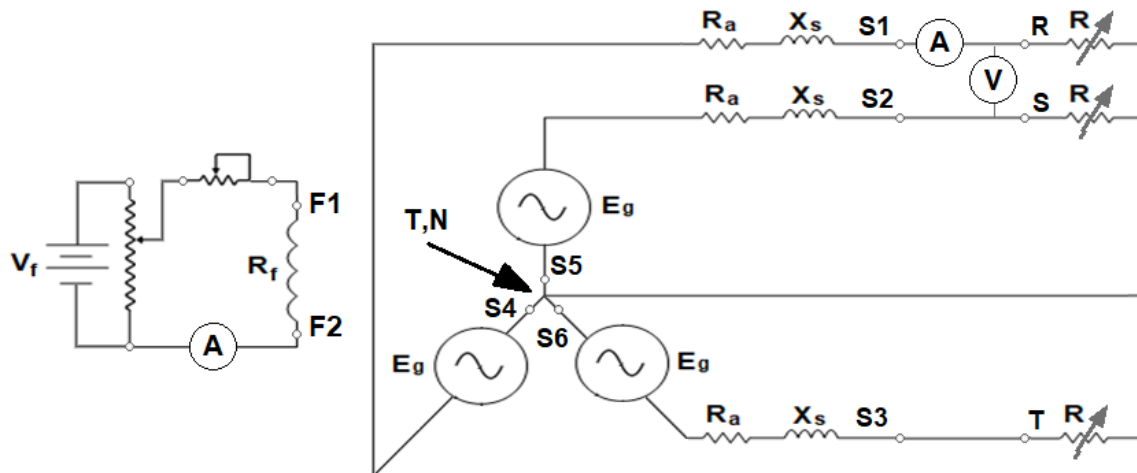 Ra Xs S1 A R R
V
Ra Xs S2 S R
F1
Eg
T,N
Vf
Rf
S5
S4
F2
S6
A
Eg
Eg
Ra Xs S3 T R